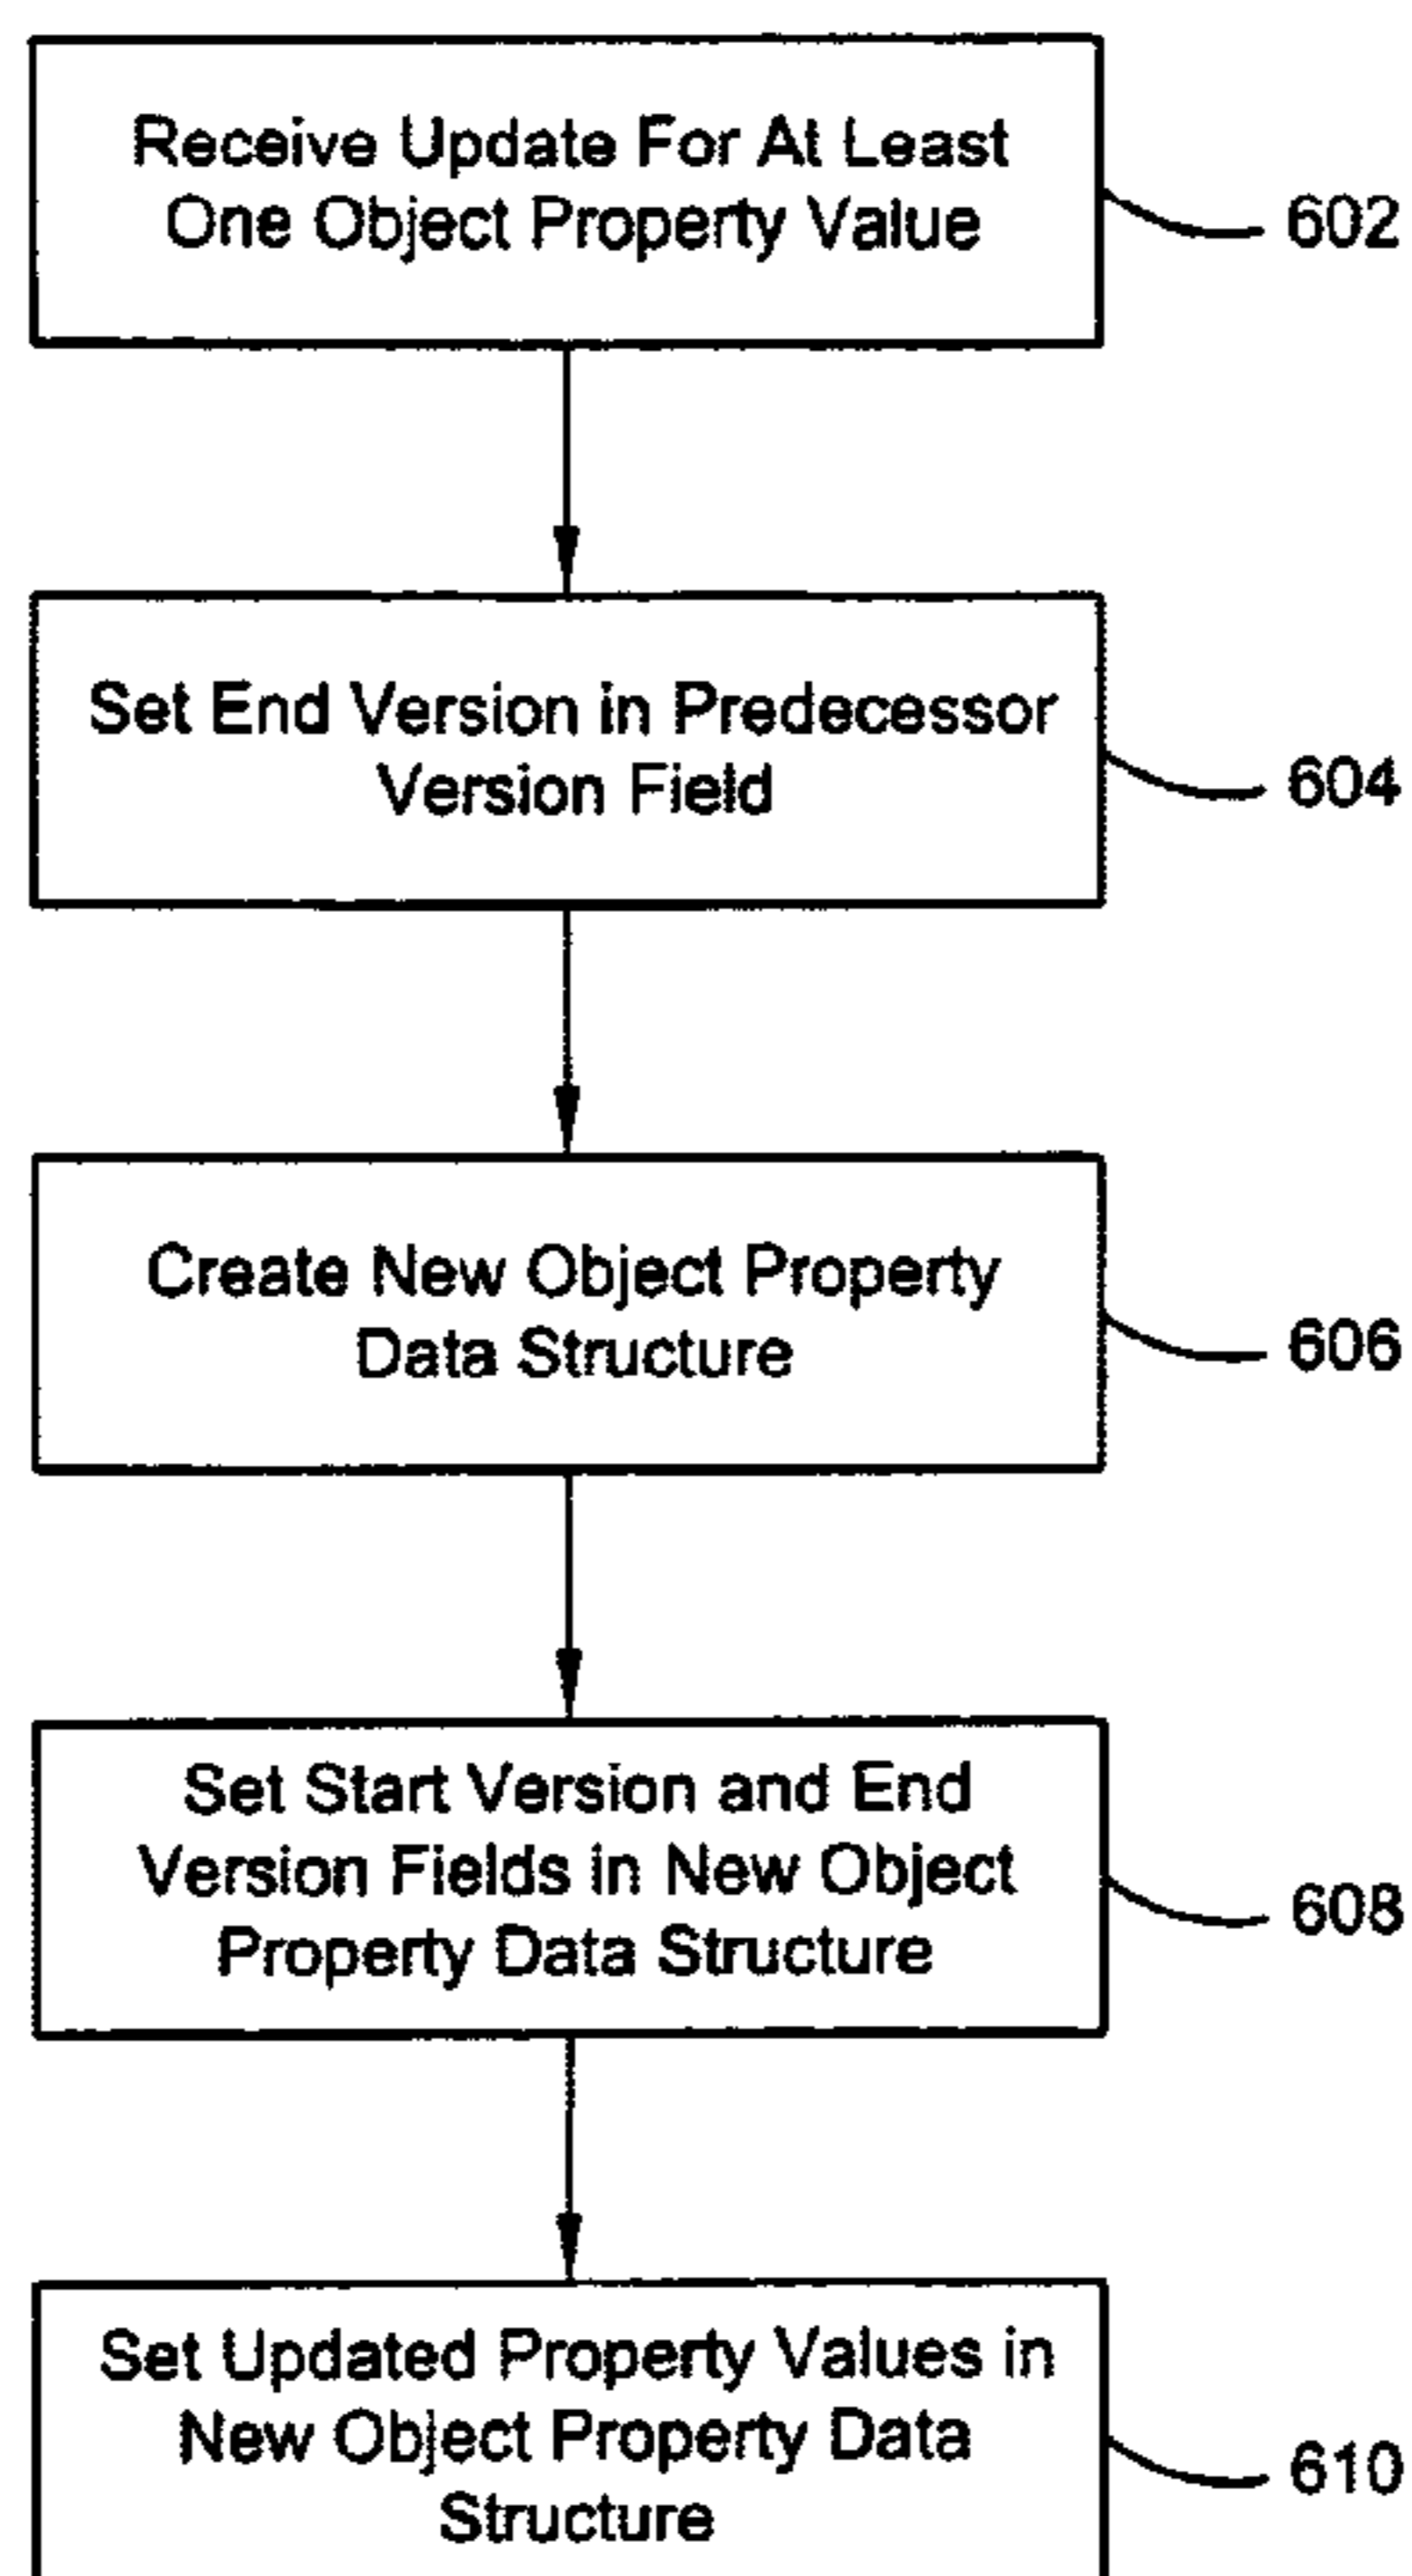 Receive Update For At Least
One Object Property Value
602
Set End Version in Predecessor
Version Field
604
Create New Object Property
Data Structure
606
Set Start Version and End
Version Fields in New Object
Property Data Structure
608
Set Updated Property Values in
New Object Property Data
Structure
610